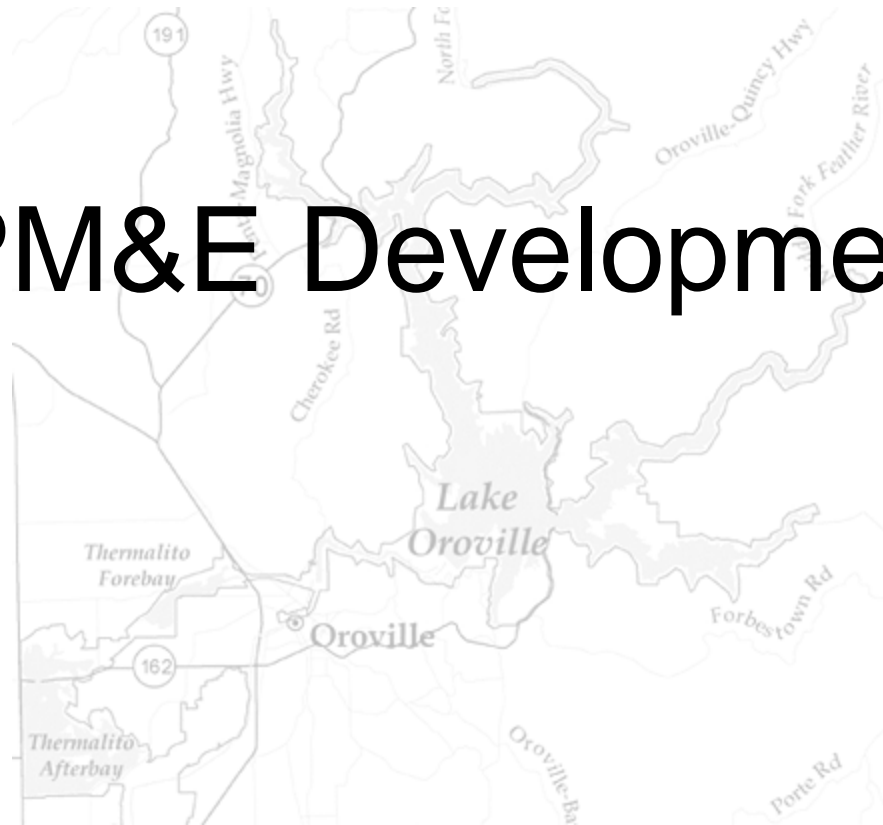 191
North Fo
Oroville-Quincy Hwy
Magnolia Hwy
Fork Feather River
PM&E Developme
Cherokee Rd
Lake
Oroville
Thermalito
Forebay
Forbestown Rd
Oroville
162
Thermalito
Afterbay
Oroville-Ba
Porte Rd